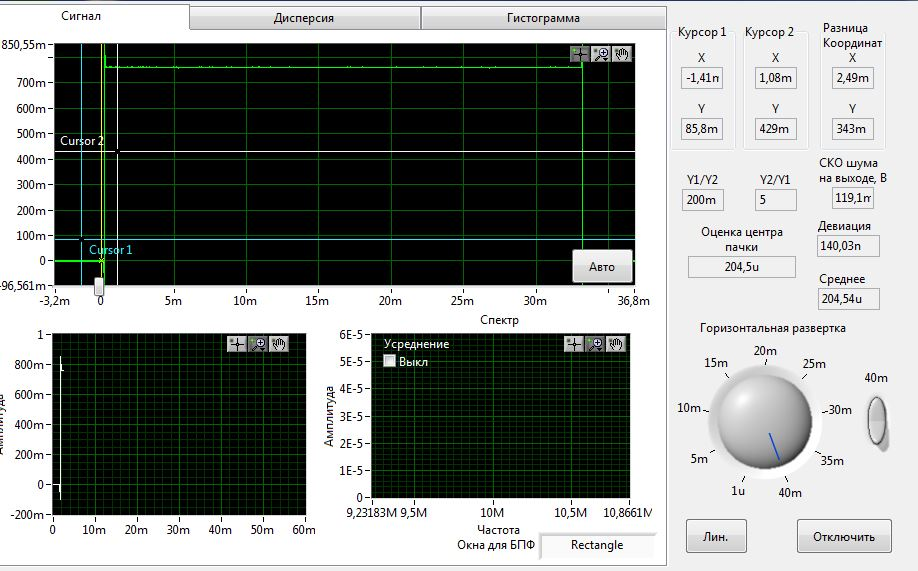 Сигнал
Дисперсия
Гистограмма
850,55m
700m
600m
500m
400m
300m
200m
100m
0
-96,561m
Cursor 2
Cursor 1
Авто
-3,2m 0 5m 10m 15m 20m 25m 30m 36,8m
Курсор 1
X
-1,41m
Y
85,8m
Курсор 2
X
1,08m
Y
429m
Разница
Координат
X
2,49m
Y
343m
Y1/Y2
200m
Y2/Y1
5
СКО шума
на выходе, В
119,1m
Оценка центра
пачки
204,5u
Девиация
140,03n
Среднее
204,54u
1
800m
600m
400m
200m
0
-200m
Амплитуда
0 10m 20m 30m 40m 50m 60m
Спектр
Усреднение
Выкл
6E-5
5E-5
4E-5
3E-5
2E-5
1E-5
0
Амплитуда
9,23183M 9,5M 10M 10,5M 10,8661M
Частота
Окна для БПФ
Rectangle
Горизонтальная развертка
20m
15m
25m
10m
30m
5m
35m
1u
40m
40m
Лин.
Отключить